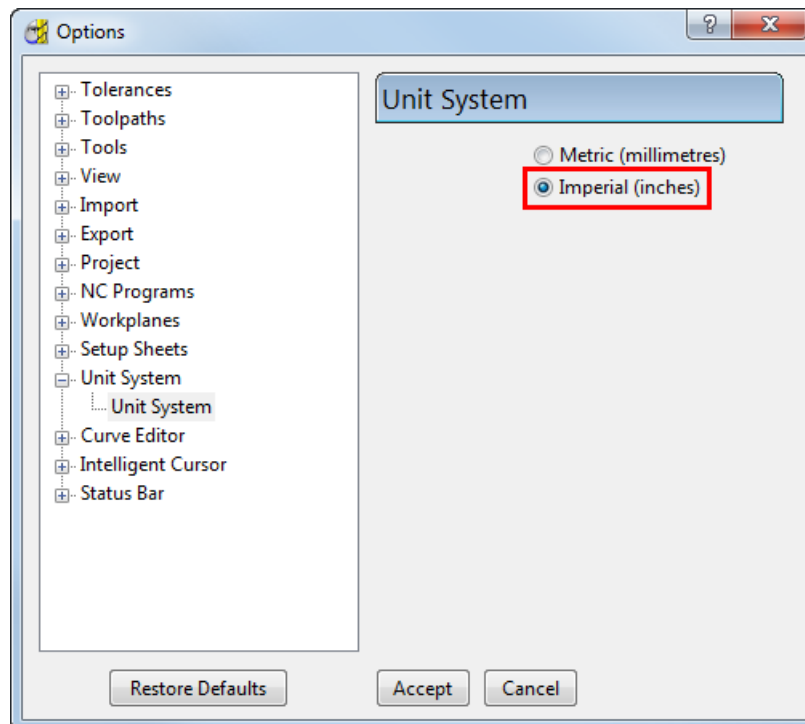 Options
?
X
Tolerances
Toolpaths
Tools
View
Import
Export
Project
NC Programs
Workplanes
Setup Sheets
Unit System
Unit System
Curve Editor
Intelligent Cursor
Status Bar
Unit System
Metric (millimetres)
Imperial (inches)
Restore Defaults
Accept
Cancel